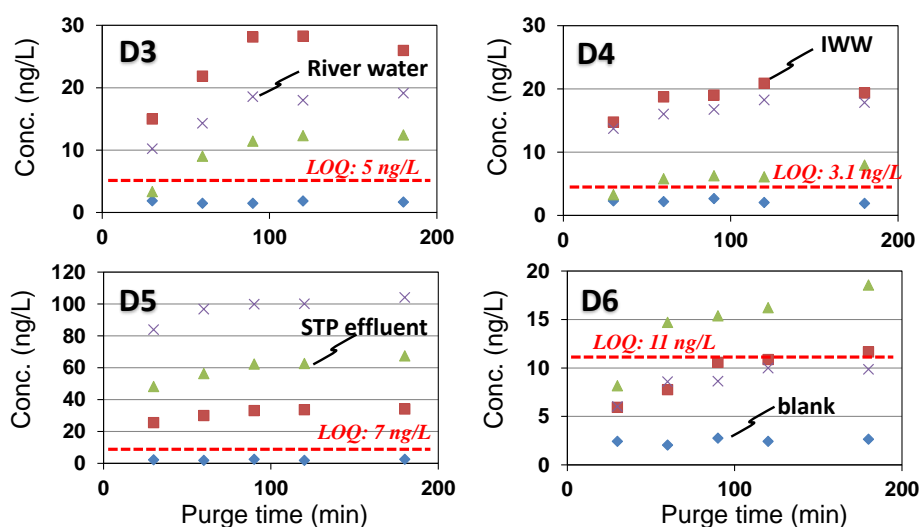 30
20
10
0
Conc. (ng/L)
D3
River water
LOQ: 5 ng/L
0
100
200
30
20
10
0
Conc. (ng/L)
D4
IWW
LOQ: 3.1 ng/L
0
100
200
120
100
80
60
40
20
0
Conc. (ng/L)
D5
STP effluent
LOQ: 7 ng/L
0
100
200
Purge time (min)
20
15
10
5
0
Conc. (ng/L)
D6
LOQ: 11 ng/L
blank
0
100
200
Purge time (min)